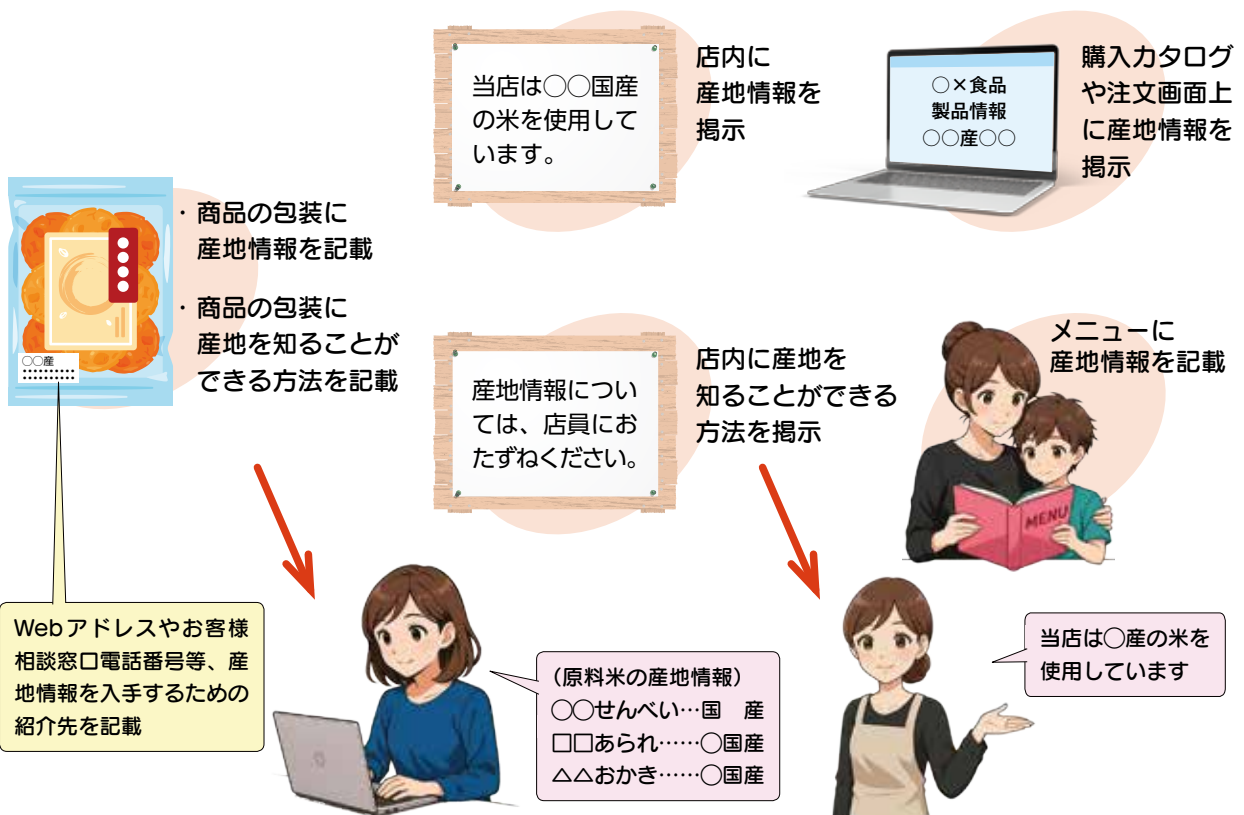 当店は○○国産
の米を使用して
います。
店内に
産地情報を
掲示
○×食品
製品情報
○○産○○
購入カタログ
や注文画面上
に産地情報を
掲示
・商品の包装に
産地情報を記載
・商品の包装に
産地を知ることが
できる方法を記載
○○産
産地情報につい
ては、店員にお
たずねください。
店内に産地を
知ることができる
方法を掲示
メニューに
産地情報を記載
MENU
Webアドレスやお客様
相談窓口電話番号等、産
地情報を入手するための
紹介先を記載
（原料米の産地情報）
○○せんべい…国　産
□□あられ……○国産
△△おかき……○国産
当店は○産の米を
使用しています